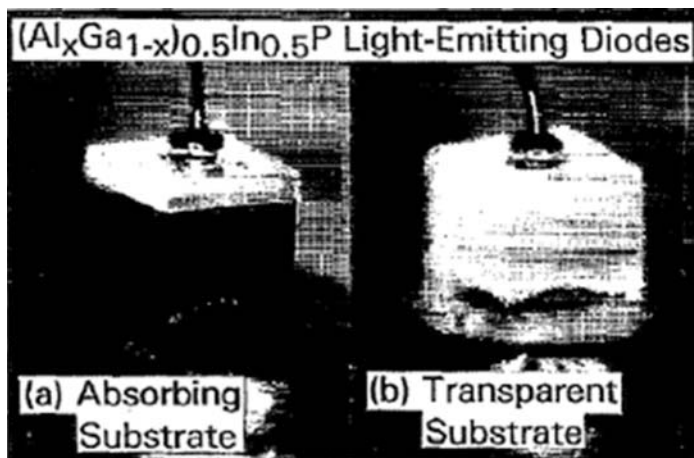 (AlxGa1-x)0.5In0.5P Light-Emitting Diodes
(a) Absorbing
Substrate
(b) Transparent
Substrate